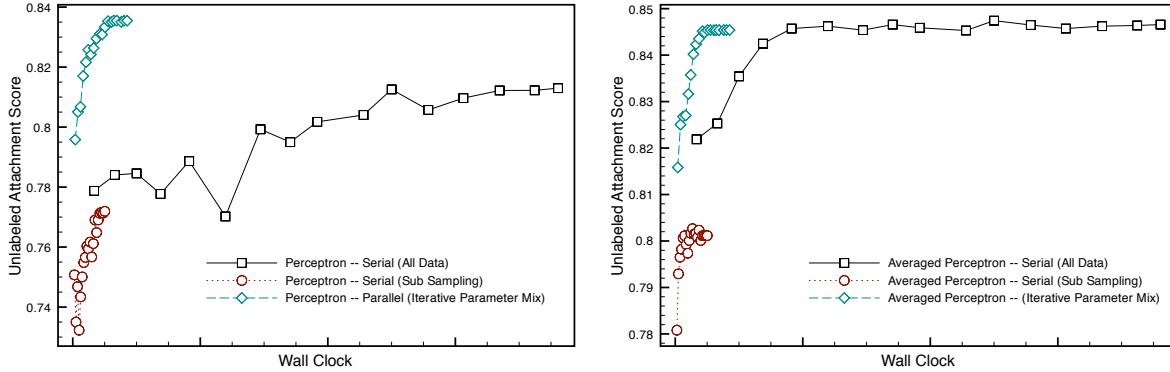 0.84
0.82
0.8
0.78
0.76
0.74
Unlabeled Attachment Score
Perceptron -- Serial (All Data)
Perceptron -- Serial (Sub Sampling)
Perceptron -- Parallel (Iterative Parameter Mix)
Wall Clock
0.85
0.84
0.83
0.82
0.81
0.8
0.79
0.78
Unlabeled Attachment Score
Averaged Perceptron -- Serial (All Data)
Averaged Perceptron -- Serial (Sub Sampling)
Averaged Perceptron -- (Iterative Parameter Mix)
Wall Clock